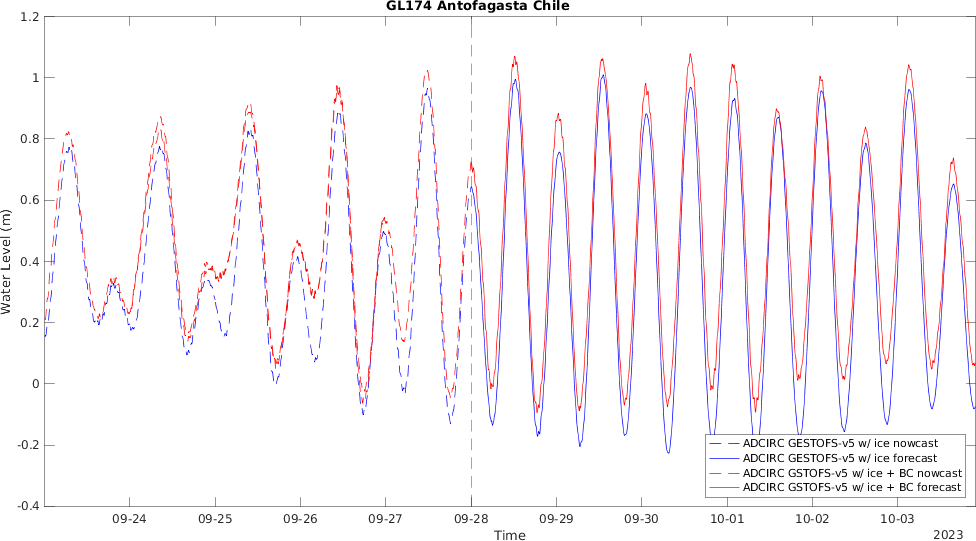 GL174 Antofagasta Chile
1.2
1
0.8
0.6
0.4
0.2
0
-0.2
-0.4
Water Level (m)
ADCIRC GESTOFS-v5 w/ ice nowcast
ADCIRC GESTOFS-v5 w/ ice forecast
ADCIRC GSTOFS-v5 w/ ice + BC nowcast
ADCIRC GSTOFS-v5 w/ ice + BC forecast
09-24 09-25 09-26 09-27 09-28 09-29 09-30 10-01 10-02 10-03
Time
2023